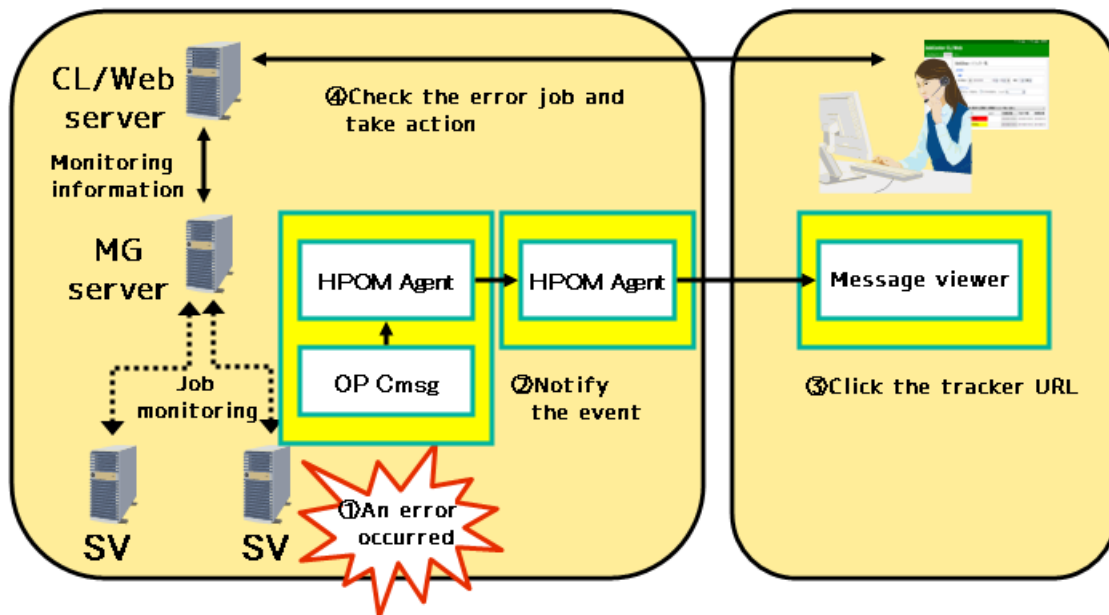 CL/Web
server
④Check the error job and
take action
Monitoring
information
MG
server
HPOM Agent
HPOM Agent
Message viewer
OP Cmsg
Job
monitoring
②Notify
the event
③Click the tracker URL
①An error
occurred
SV
SV